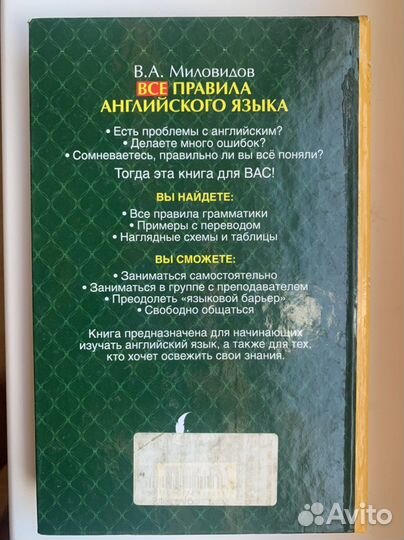 В.А. Миловидов
ВСЕ ПРАВИЛА
АНГЛИЙСКОГО ЯЗЫКА
• Есть проблемы с английским?
• Делаете много ошибок?
• Сомневаетесь, правильно ли вы всё поняли?
Тогда эта книга для ВАС!
ВЫ НАЙДЕТЕ:
• Все правила грамматики
• Примеры с переводом
• Наглядные схемы и таблицы
ВЫ СМОЖЕТЕ:
• Заниматься самостоятельно
• Заниматься в группе с преподавателем
• Преодолеть «языковой барьер»
• Свободно общаться
Книга предназначена для начинающих
изучать английский язык, а также для тех,
кто хочет освежить свои знания.
Avito